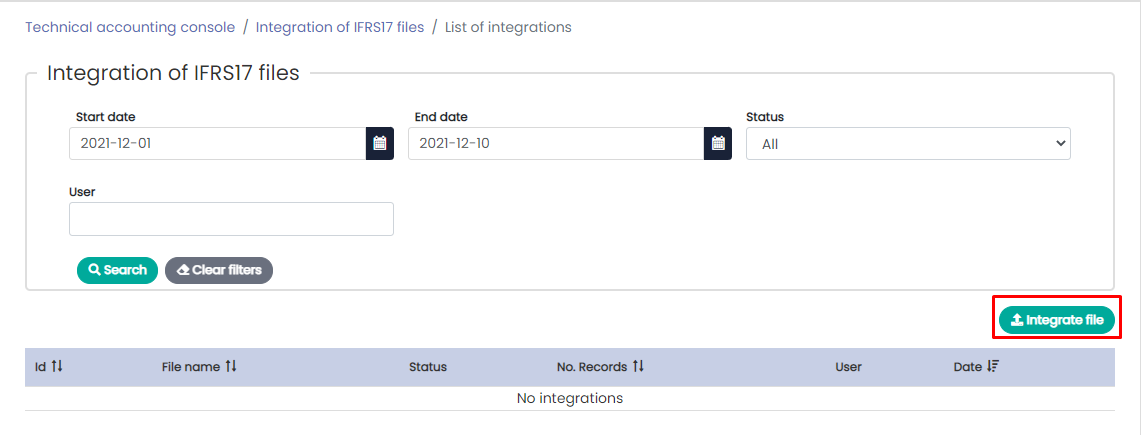 Technical accounting console / Integration of IFRS17 files / List of integrations
Integration of IFRS17 files
Start date End date Status
2021-12-01 2021-12-10 All
User
Search Clear filters
Integrate file
Id File name Status No. Records User Date
No integrations